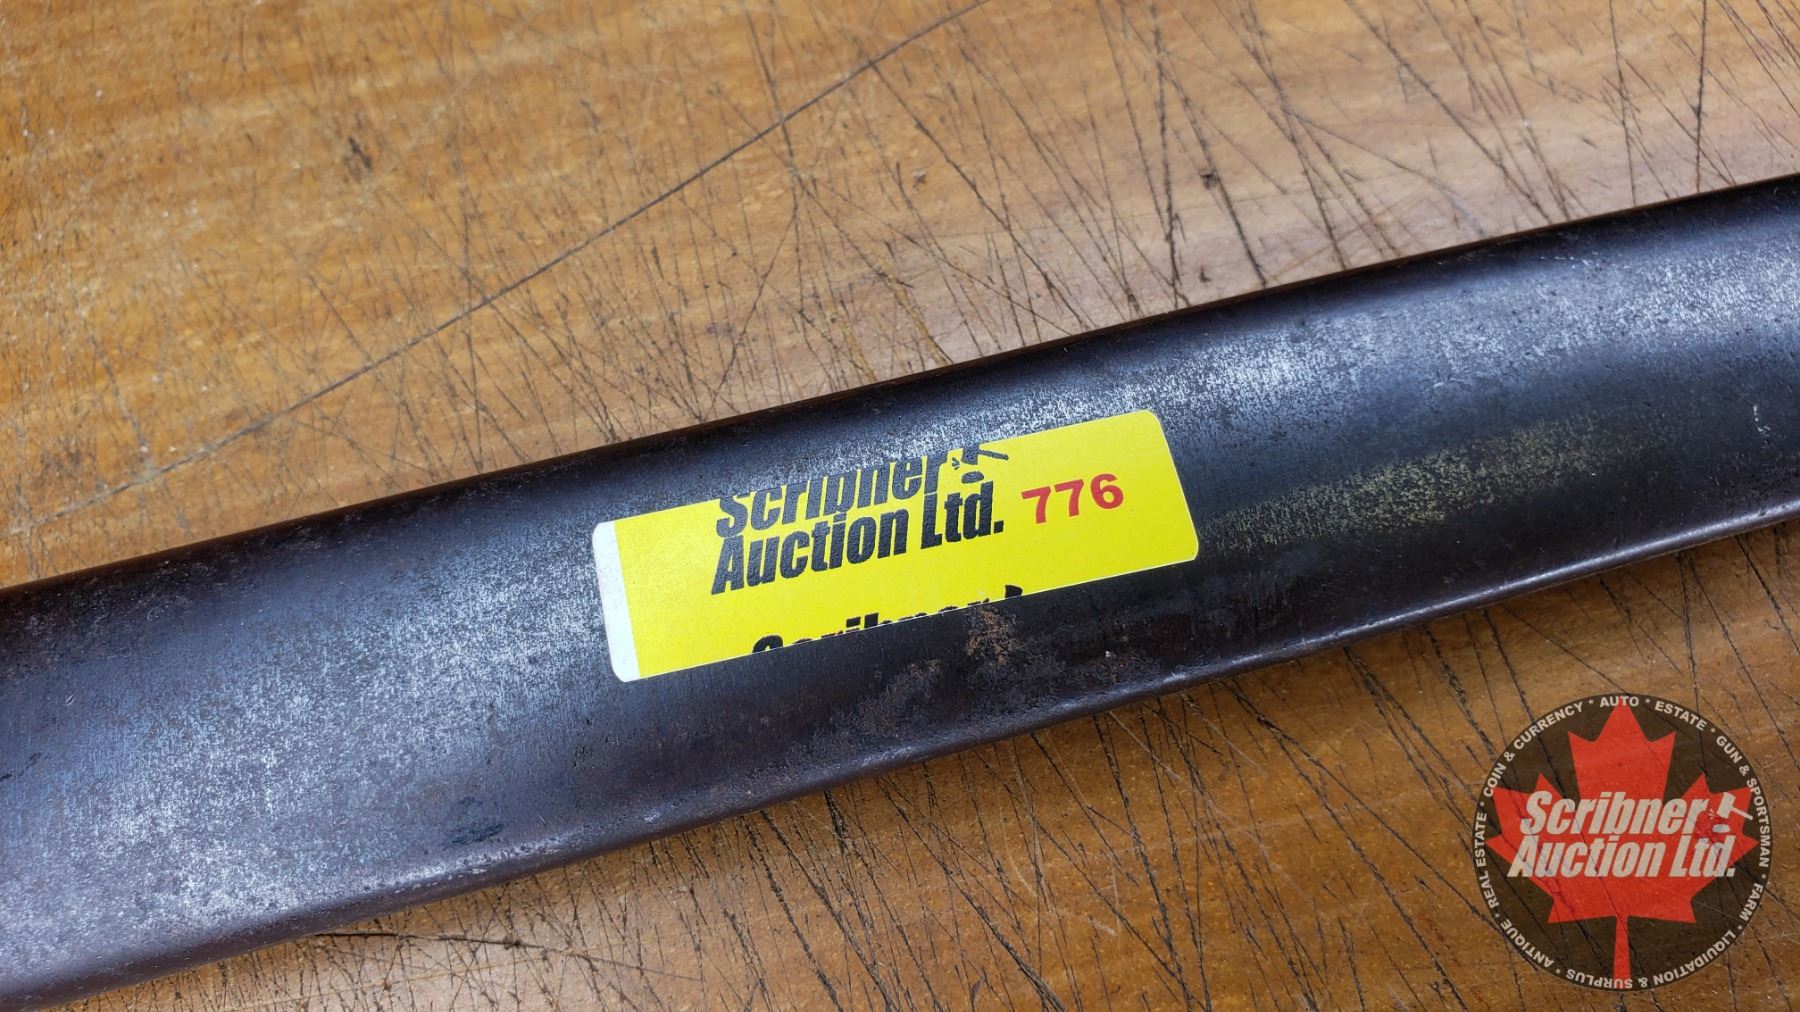 Scribner
Auction Ltd. 776
Scribner
Scribner
Auction Ltd.
* AUTO * ESTATE * GUN & SPORTSMAN * FARM * LIQUIDATION & SURPLUS * ANTIQUE * REAL ESTATE * COIN & CURRENCY